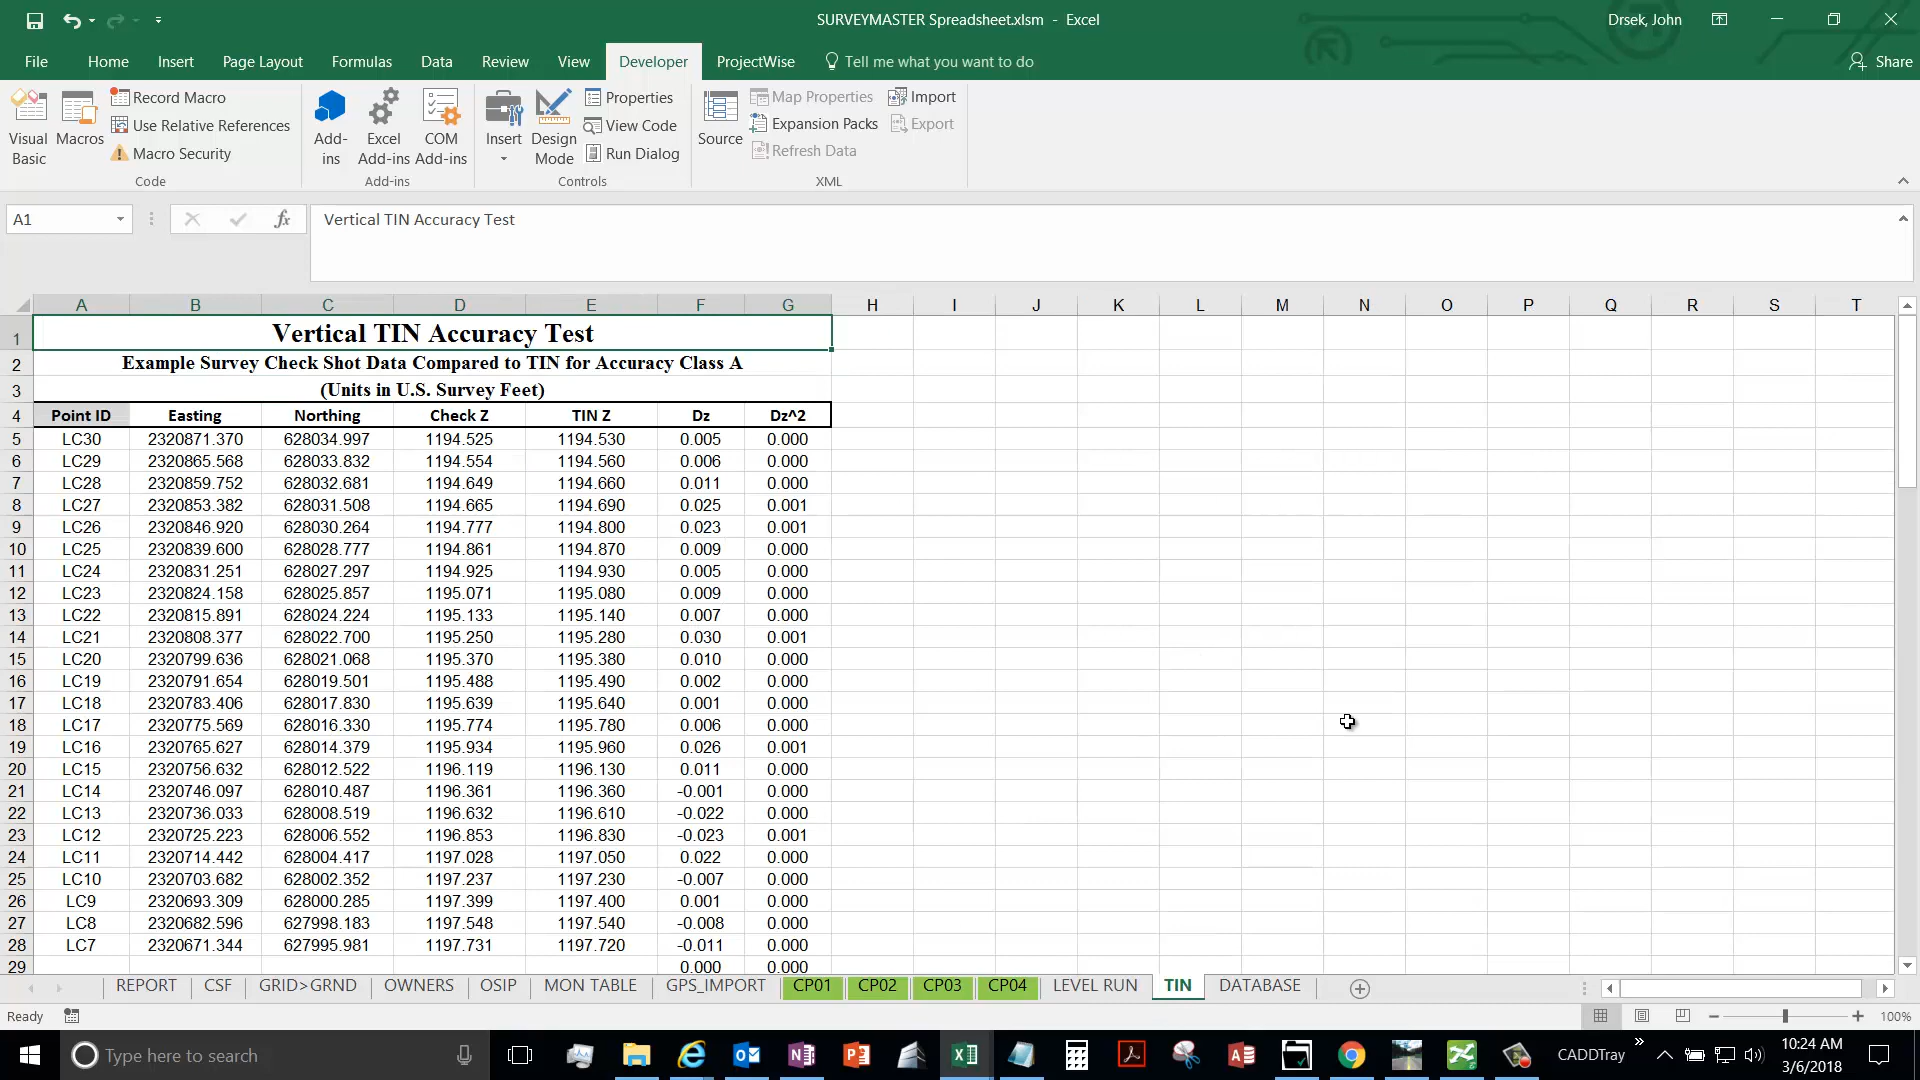 SURVEYMASTER Spreadsheet.xlsm - Excel
Drsek, John
File Home Insert Page Layout Formulas Data Review View Developer ProjectWise Tell me what you want to do Share
Visual Basic
Macros
Record Macro
Use Relative References
Macro Security
Code
Add-ins
Excel Add-ins
COM Add-ins
Add-ins
Insert
Design Mode
Properties
View Code
Run Dialog
Controls
Source
Map Properties
Expansion Packs
Refresh Data
Import
Export
XML
A1 fx Vertical TIN Accuracy Test
A B C D E F G H I J K L M N O P Q R S T
1 Vertical TIN Accuracy Test
2 Example Survey Check Shot Data Compared to TIN for Accuracy Class A
3 (Units in U.S. Survey Feet)
4 Point ID Easting Northing Check Z TIN Z Dz Dz^2
5 LC30 2320871.370 628034.997 1194.525 1194.530 0.005 0.000
6 LC29 2320865.568 628033.832 1194.554 1194.560 0.006 0.000
7 LC28 2320859.752 628032.681 1194.649 1194.660 0.011 0.000
8 LC27 2320853.382 628031.508 1194.665 1194.690 0.025 0.001
9 LC26 2320846.920 628030.264 1194.777 1194.800 0.023 0.001
10 LC25 2320839.600 628028.777 1194.861 1194.870 0.009 0.000
11 LC24 2320831.251 628027.297 1194.925 1194.930 0.005 0.000
12 LC23 2320824.158 628025.857 1195.071 1195.080 0.009 0.000
13 LC22 2320815.891 628024.224 1195.133 1195.140 0.007 0.000
14 LC21 2320808.377 628022.700 1195.250 1195.280 0.030 0.001
15 LC20 2320799.636 628021.068 1195.370 1195.380 0.010 0.000
16 LC19 2320791.654 628019.501 1195.488 1195.490 0.002 0.000
17 LC18 2320783.406 628017.830 1195.639 1195.640 0.001 0.000
18 LC17 2320775.569 628016.330 1195.774 1195.780 0.006 0.000
19 LC16 2320765.627 628014.379 1195.934 1195.960 0.026 0.001
20 LC15 2320756.632 628012.522 1196.119 1196.130 0.011 0.000
21 LC14 2320746.097 628010.487 1196.361 1196.360 -0.001 0.000
22 LC13 2320736.033 628008.519 1196.632 1196.610 -0.022 0.000
23 LC12 2320725.223 628006.552 1196.853 1196.830 -0.023 0.001
24 LC11 2320714.442 628004.417 1197.028 1197.050 0.022 0.000
25 LC10 2320703.682 628002.352 1197.237 1197.230 -0.007 0.000
26 LC9 2320693.309 628000.285 1197.399 1197.400 0.001 0.000
27 LC8 2320682.596 627998.183 1197.548 1197.540 -0.008 0.000
28 LC7 2320671.344 627995.981 1197.731 1197.720 -0.011 0.000
29 0.000 0.000
REPORT CSF GRID>GRND OWNERS OSIP MON TABLE GPS_IMPORT CP01 CP02 CP03 CP04 LEVEL RUN TIN DATABASE
Ready 100%
Type here to search
CADDTray
10:24 AM
3/6/2018